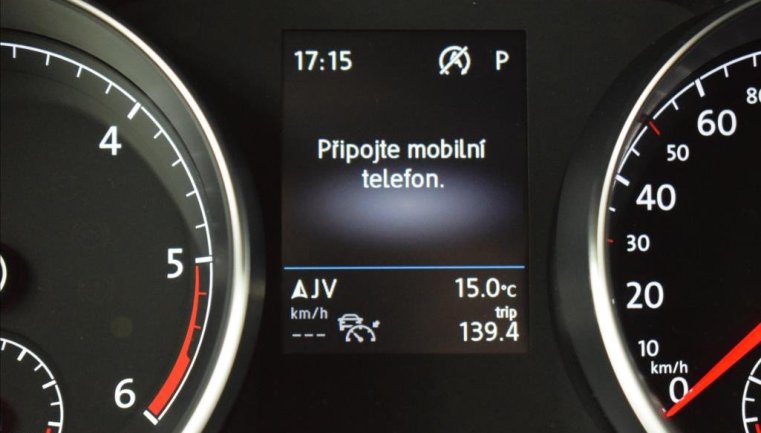 17:15 P
Připojte mobilní
telefon.
JV 15.0°C
km/h trip
--- 139.4
4
5
6
80
60
50
40
30
20
10
km/h
0